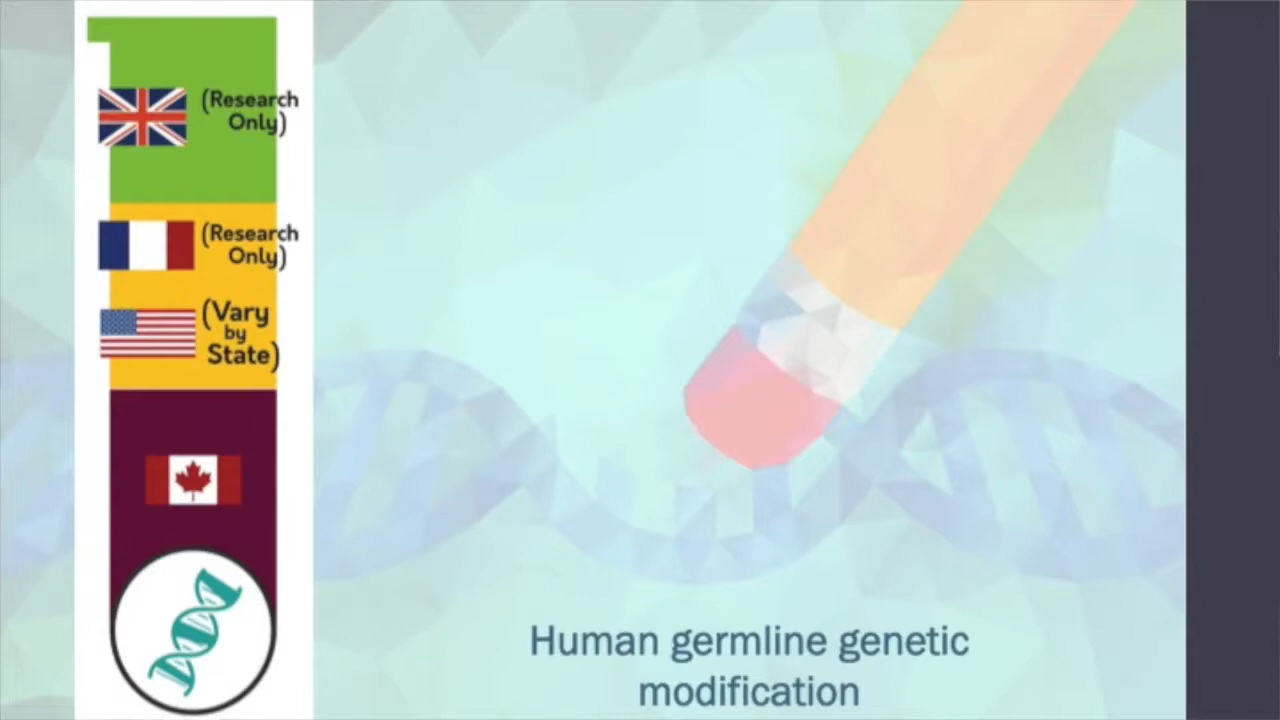 (Research
Only)
(Research
Only)
(Vary
by
State)
Human germline genetic
modification